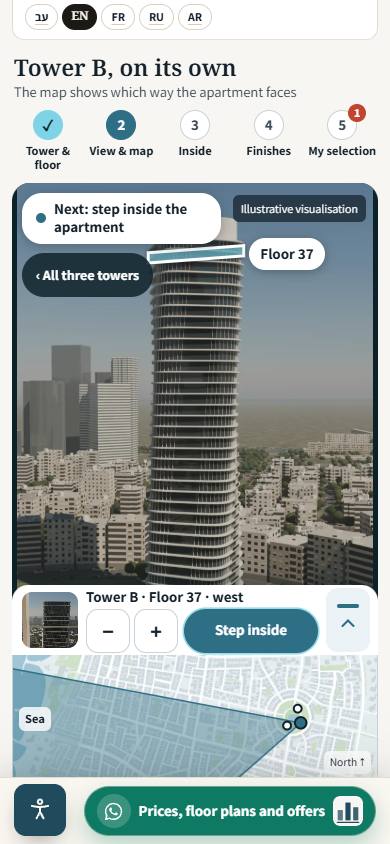 עב
EN
FR
RU
AR
Tower B, on its own
The map shows which way the apartment faces
✓
2
3
4
5
1
Tower &
floor
View & map
Inside
Finishes
My selection
Next: step inside the
apartment
Illustrative visualisation
‹ All three towers
Floor 37
Tower B · Floor 37 · west
−
+
Step inside
Sea
North ↑
Prices, floor plans and offers